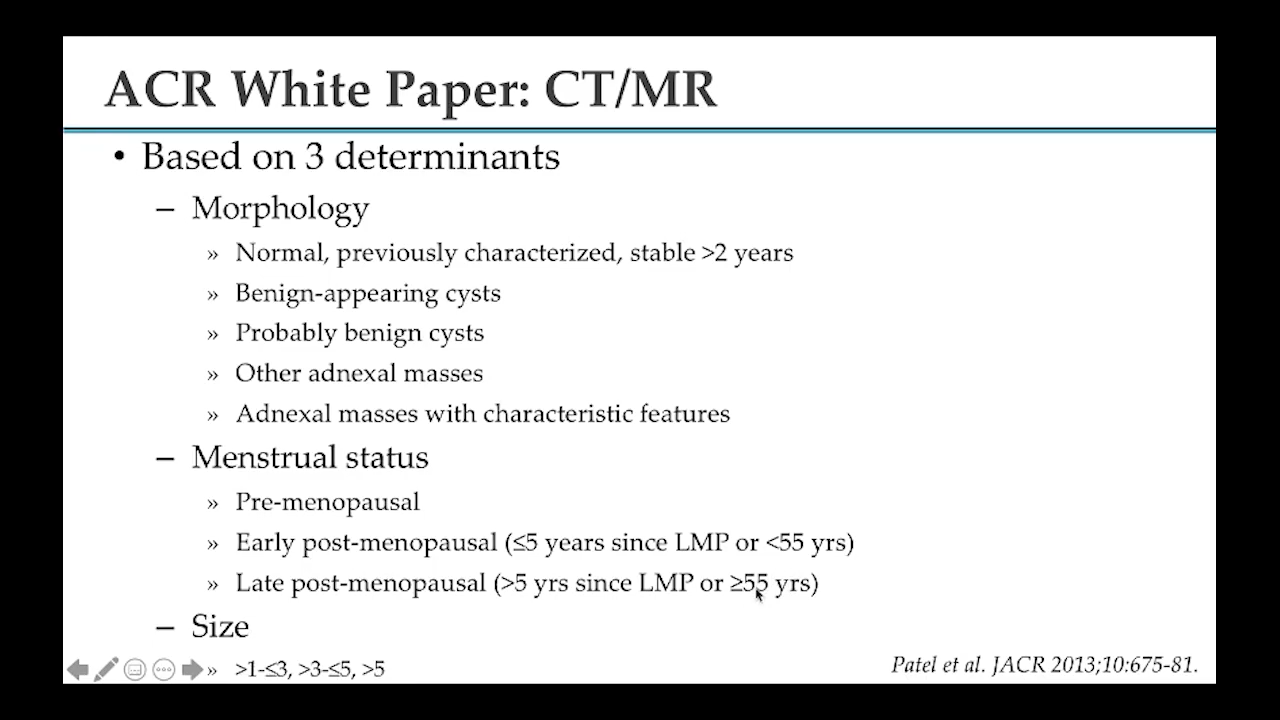 ACR White Paper: CT/MR
• Based on 3 determinants
– Morphology
» Normal, previously characterized, stable >2 years
» Benign-appearing cysts
» Probably benign cysts
» Other adnexal masses
» Adnexal masses with characteristic features
– Menstrual status
» Pre-menopausal
» Early post-menopausal (≤5 years since LMP or <55 yrs)
» Late post-menopausal (>5 yrs since LMP or ≥55 yrs)
– Size
» >1-≤3, >3-≤5, >5
Patel et al. JACR 2013;10:675-81.